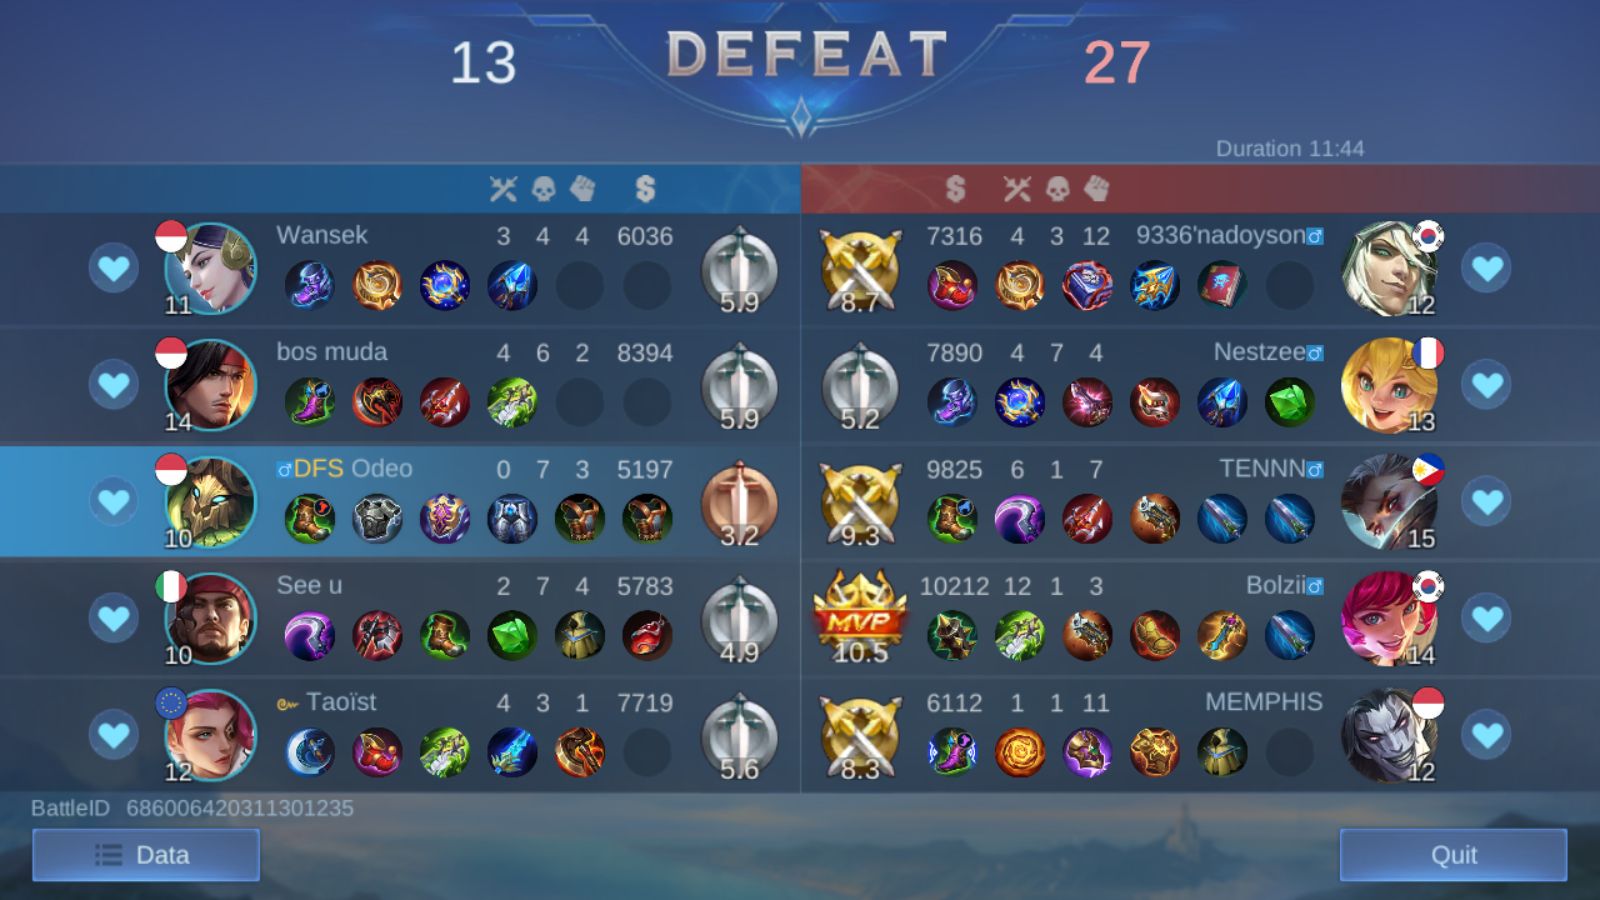 13 DEFEAT 27
Duration 11:44
Wansek 3 4 4 6036
11 5.9
8.7 7316 4 3 12 9336'nadoyson♂
12
bos muda 4 6 2 8394
14 5.9
5.2 7890 4 7 4 Nestzee♂
13
♂DFS Odeo 0 7 3 5197
10 3.2
9.3 9825 6 1 7 TENNN♂
15
See u 2 7 4 5783
10 4.9
MVP 10.5 10212 12 1 3 Bolzii♂
14
Taoïst 4 3 1 7719
12 5.6
8.3 6112 1 1 11 MEMPHIS
12
BattleID 686006420311301235
Data Quit